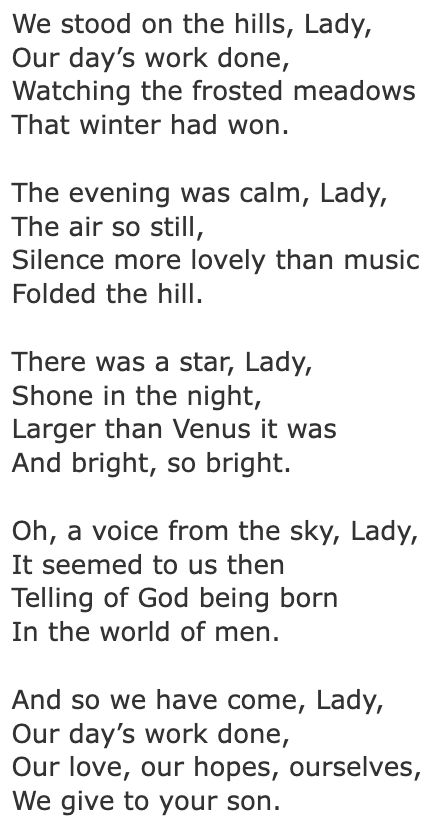 We stood on the hills, Lady,
Our day’s work done,
Watching the frosted meadows
That winter had won.

The evening was calm, Lady,
The air so still,
Silence more lovely than music
Folded the hill.

There was a star, Lady,
Shone in the night,
Larger than Venus it was
And bright, so bright.

Oh, a voice from the sky, Lady,
It seemed to us then
Telling of God being born
In the world of men.

And so we have come, Lady,
Our day’s work done,
Our love, our hopes, ourselves,
We give to your son.